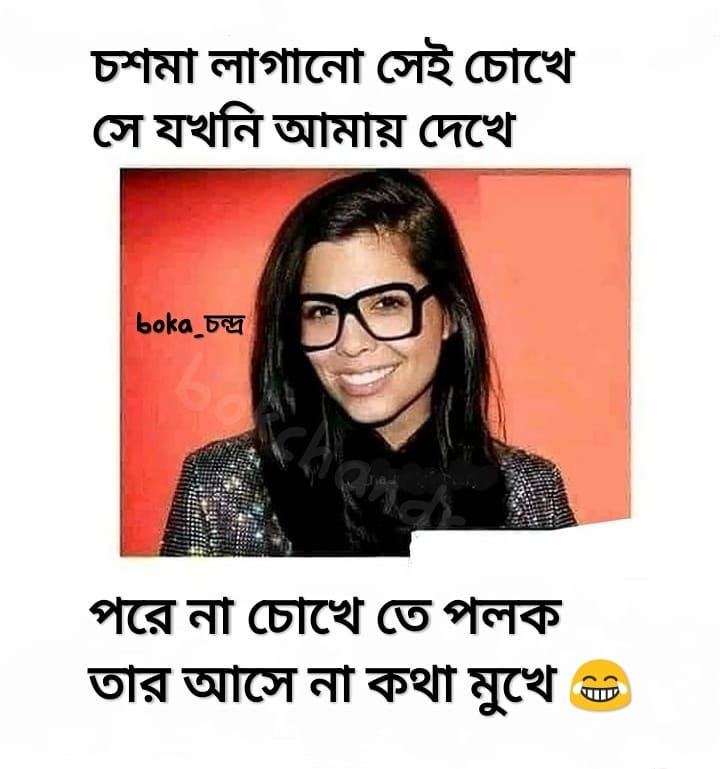 চশমা লাগানো সেই চোখে
সে যখনি আমায় দেখে
boka_চন্দ্র
পরে না চোখে তে পলক
তার আসে না কথা মুখে 😂